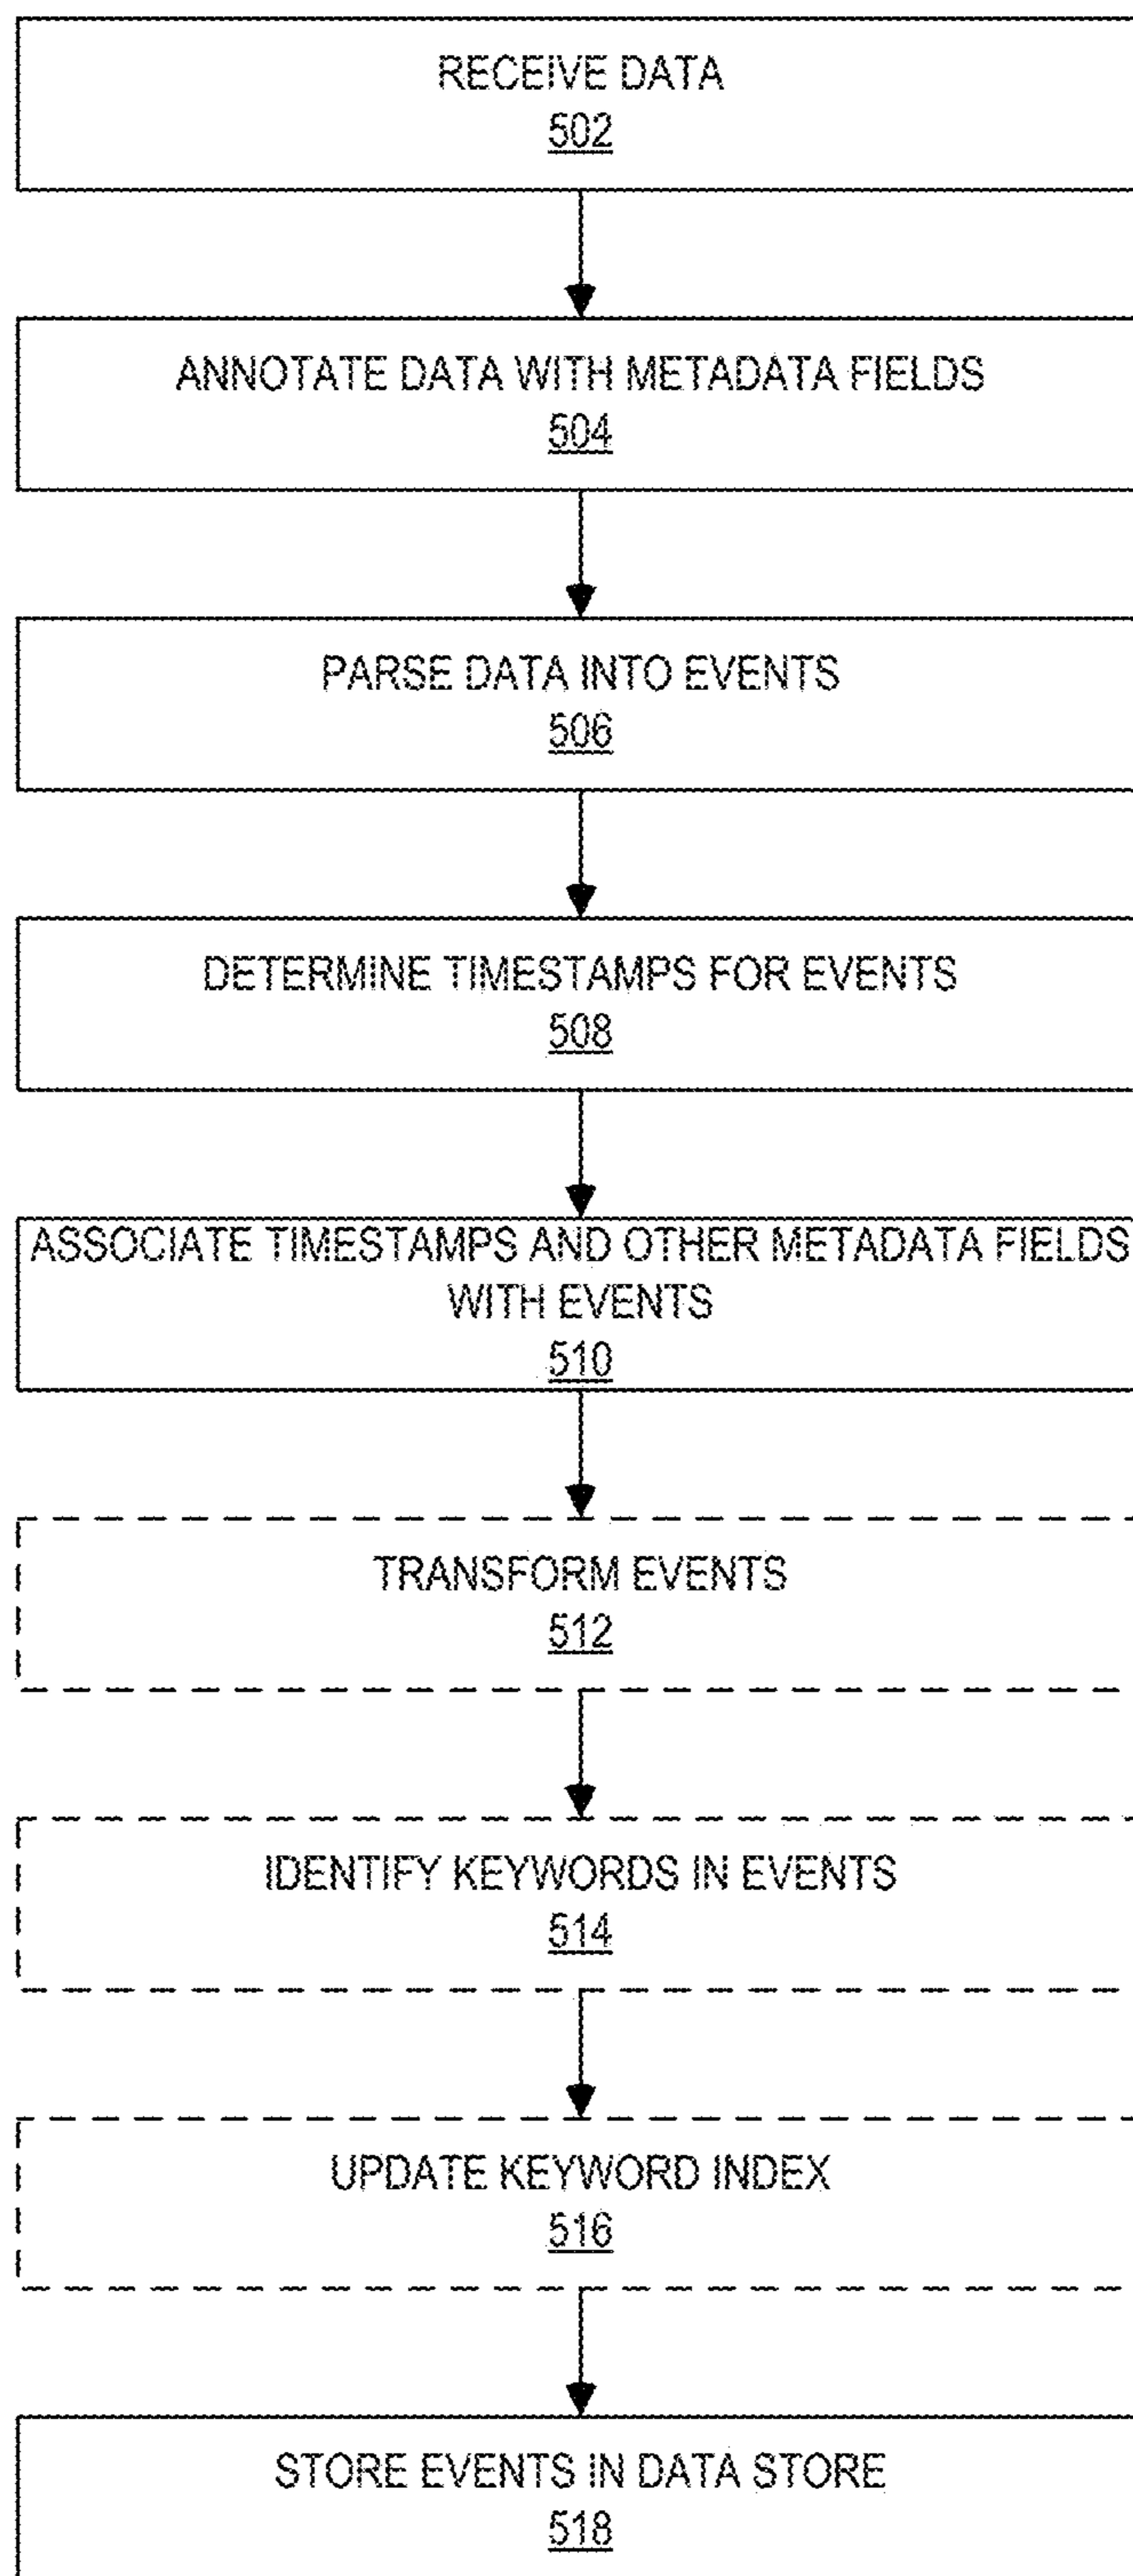 RECEIVE DATA
502
ANNOTATE DATA WITH METADATA FIELDS
504
PARSE DATA INTO EVENTS
506
DETERMINE TIMESTAMPS FOR EVENTS
508
ASSOCIATE TIMESTAMPS AND OTHER METADATA FIELDS
WITH EVENTS
510
TRANSFORM EVENTS
512
IDENTIFY KEYWORDS IN EVENTS
514
UPDATE KEYWORD INDEX
516
STORE EVENTS IN DATA STORE
518